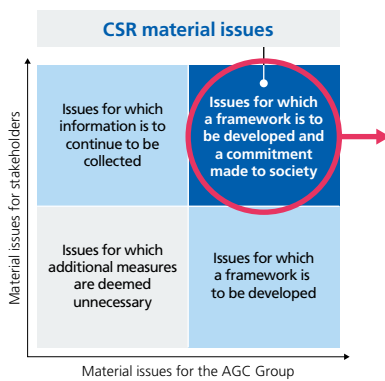 CSR material issues
Material issues for stakeholders
Issues for which
information is to
continue to be
collected
Issues for which
a framework is to
be developed and
a commitment
made to society
Issues for which
additional measures
are deemed
unnecessary
Issues for which
a framework is
to be developed
Material issues for the AGC Group